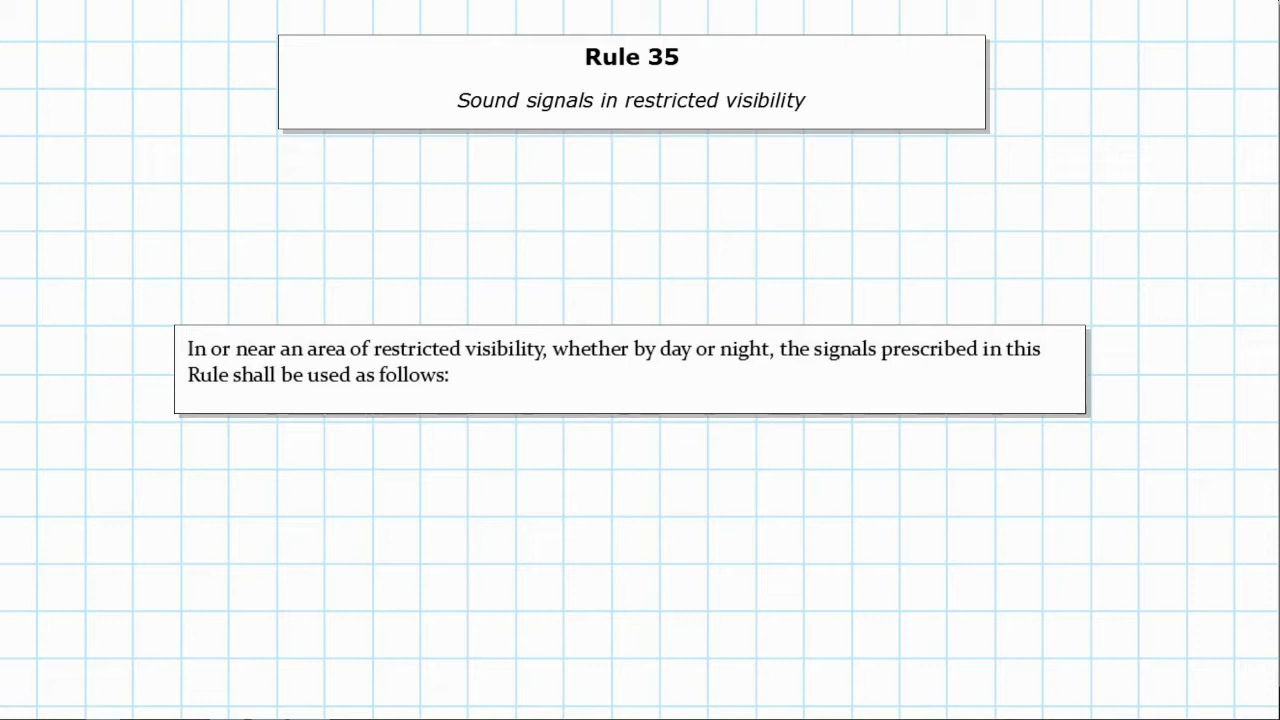 Rule 35
Sound signals in restricted visibility
In or near an area of restricted visibility, whether by day or night, the signals prescribed in this
Rule shall be used as follows: